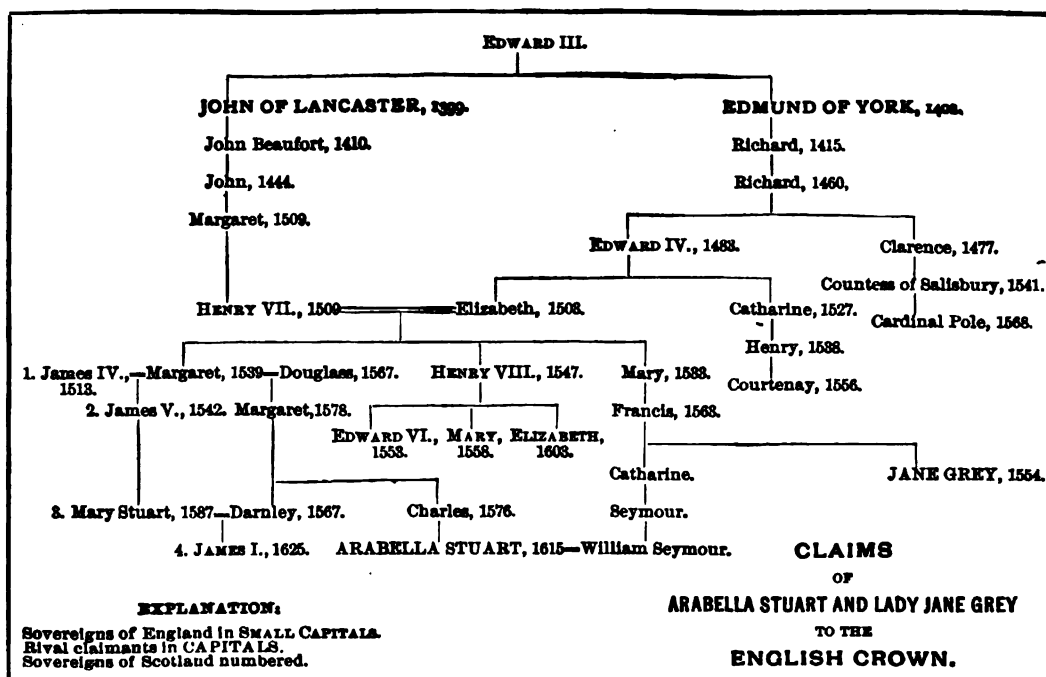 EDWARD III.
JOHN OF LANCASTER, 1399. EDMUND OF YORK, 1402.
John Beaufort, 1410. Richard, 1415.
John, 1444. Richard, 1460,
Margaret, 1509.
EDWARD IV., 1483. Clarence, 1477.
Countess of Salisbury, 1541.
HENRY VII., 1509 Elizabeth, 1503. Catharine, 1527.
Cardinal Pole, 1568.
Henry, 1538.
1. James IV.,—Margaret, 1539—Douglass, 1567. HENRY VIII., 1547. Mary, 1533.
1513. Courtenay, 1556.
2. James V., 1542. Margaret, 1578. Francis, 1563.
EDWARD VI., MARY, ELIZABETH,
1553. 1558. 1603.
Catharine. JANE GREY, 1554.
3. Mary Stuart, 1587—Darnley, 1567. Charles, 1576. Seymour.
4. JAMES I., 1625. ARABELLA STUART, 1615—William Seymour.
CLAIMS
OF
ARABELLA STUART AND LADY JANE GREY
TO THE
ENGLISH CROWN.
EXPLANATION:
Sovereigns of England in SMALL CAPITALS.
Rival claimants in CAPITALS.
Sovereigns of Scotland numbered.